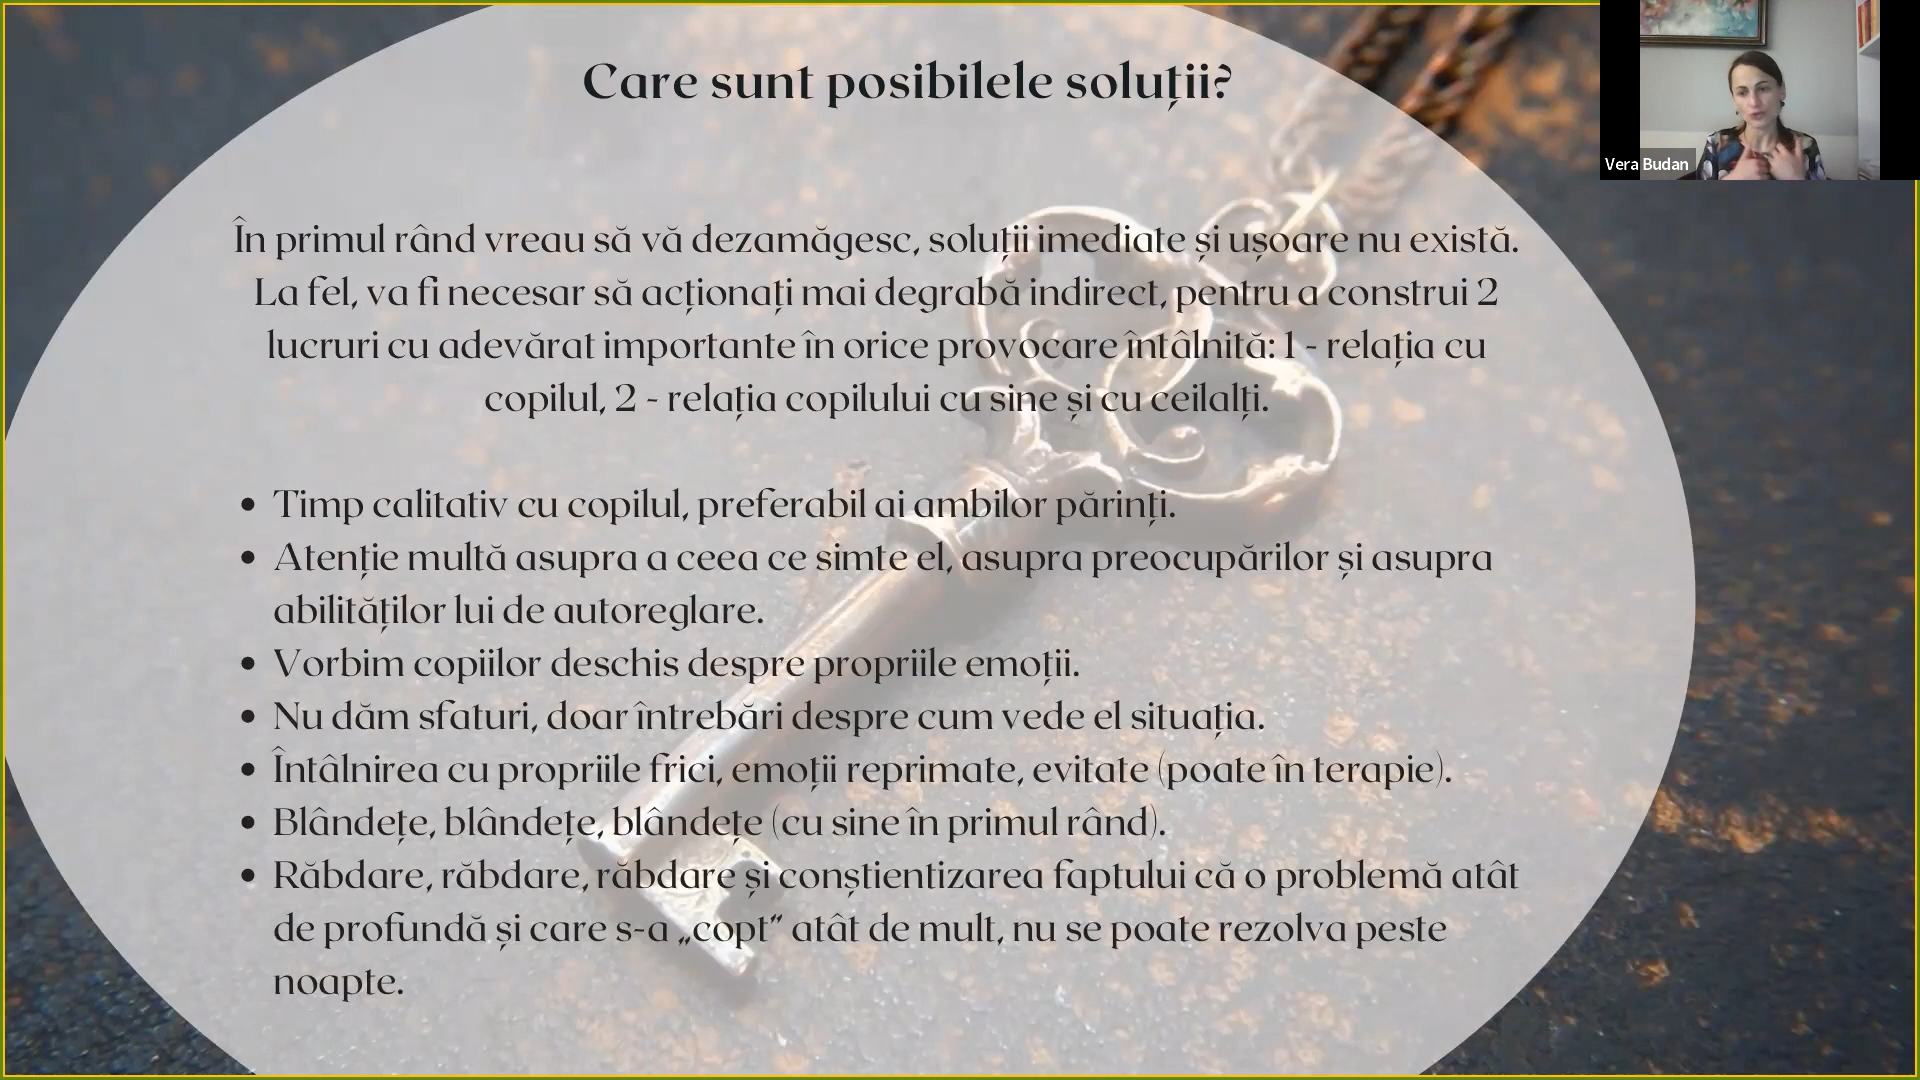 Care sunt posibilele soluții?
Vera Budan
În primul rând vreau să vă dezamăgesc, soluții imediate și ușoare nu există.
La fel, va fi necesar să acționați mai degrabă indirect, pentru a construi 2
lucruri cu adevărat importante în orice provocare întâlnită: 1 - relația cu
copilul, 2 - relația copilului cu sine și cu ceilalți.
• Timp calitativ cu copilul, preferabil ai ambilor părinți.
• Atenție multă asupra a ceea ce simte el, asupra preocupărilor și asupra
abilităților lui de autoreglare.
• Vorbim copiilor deschis despre propriile emoții.
• Nu dăm sfaturi, doar întrebări despre cum vede el situația.
• Întâlnirea cu propriile frici, emoții reprimate, evitate (poate în terapie).
• Blândețe, blândețe, blândețe (cu sine în primul rând).
• Răbdare, răbdare, răbdare și conștientizarea faptului că o problemă atât
de profundă și care s-a „copt” atât de mult, nu se poate rezolva peste
noapte.